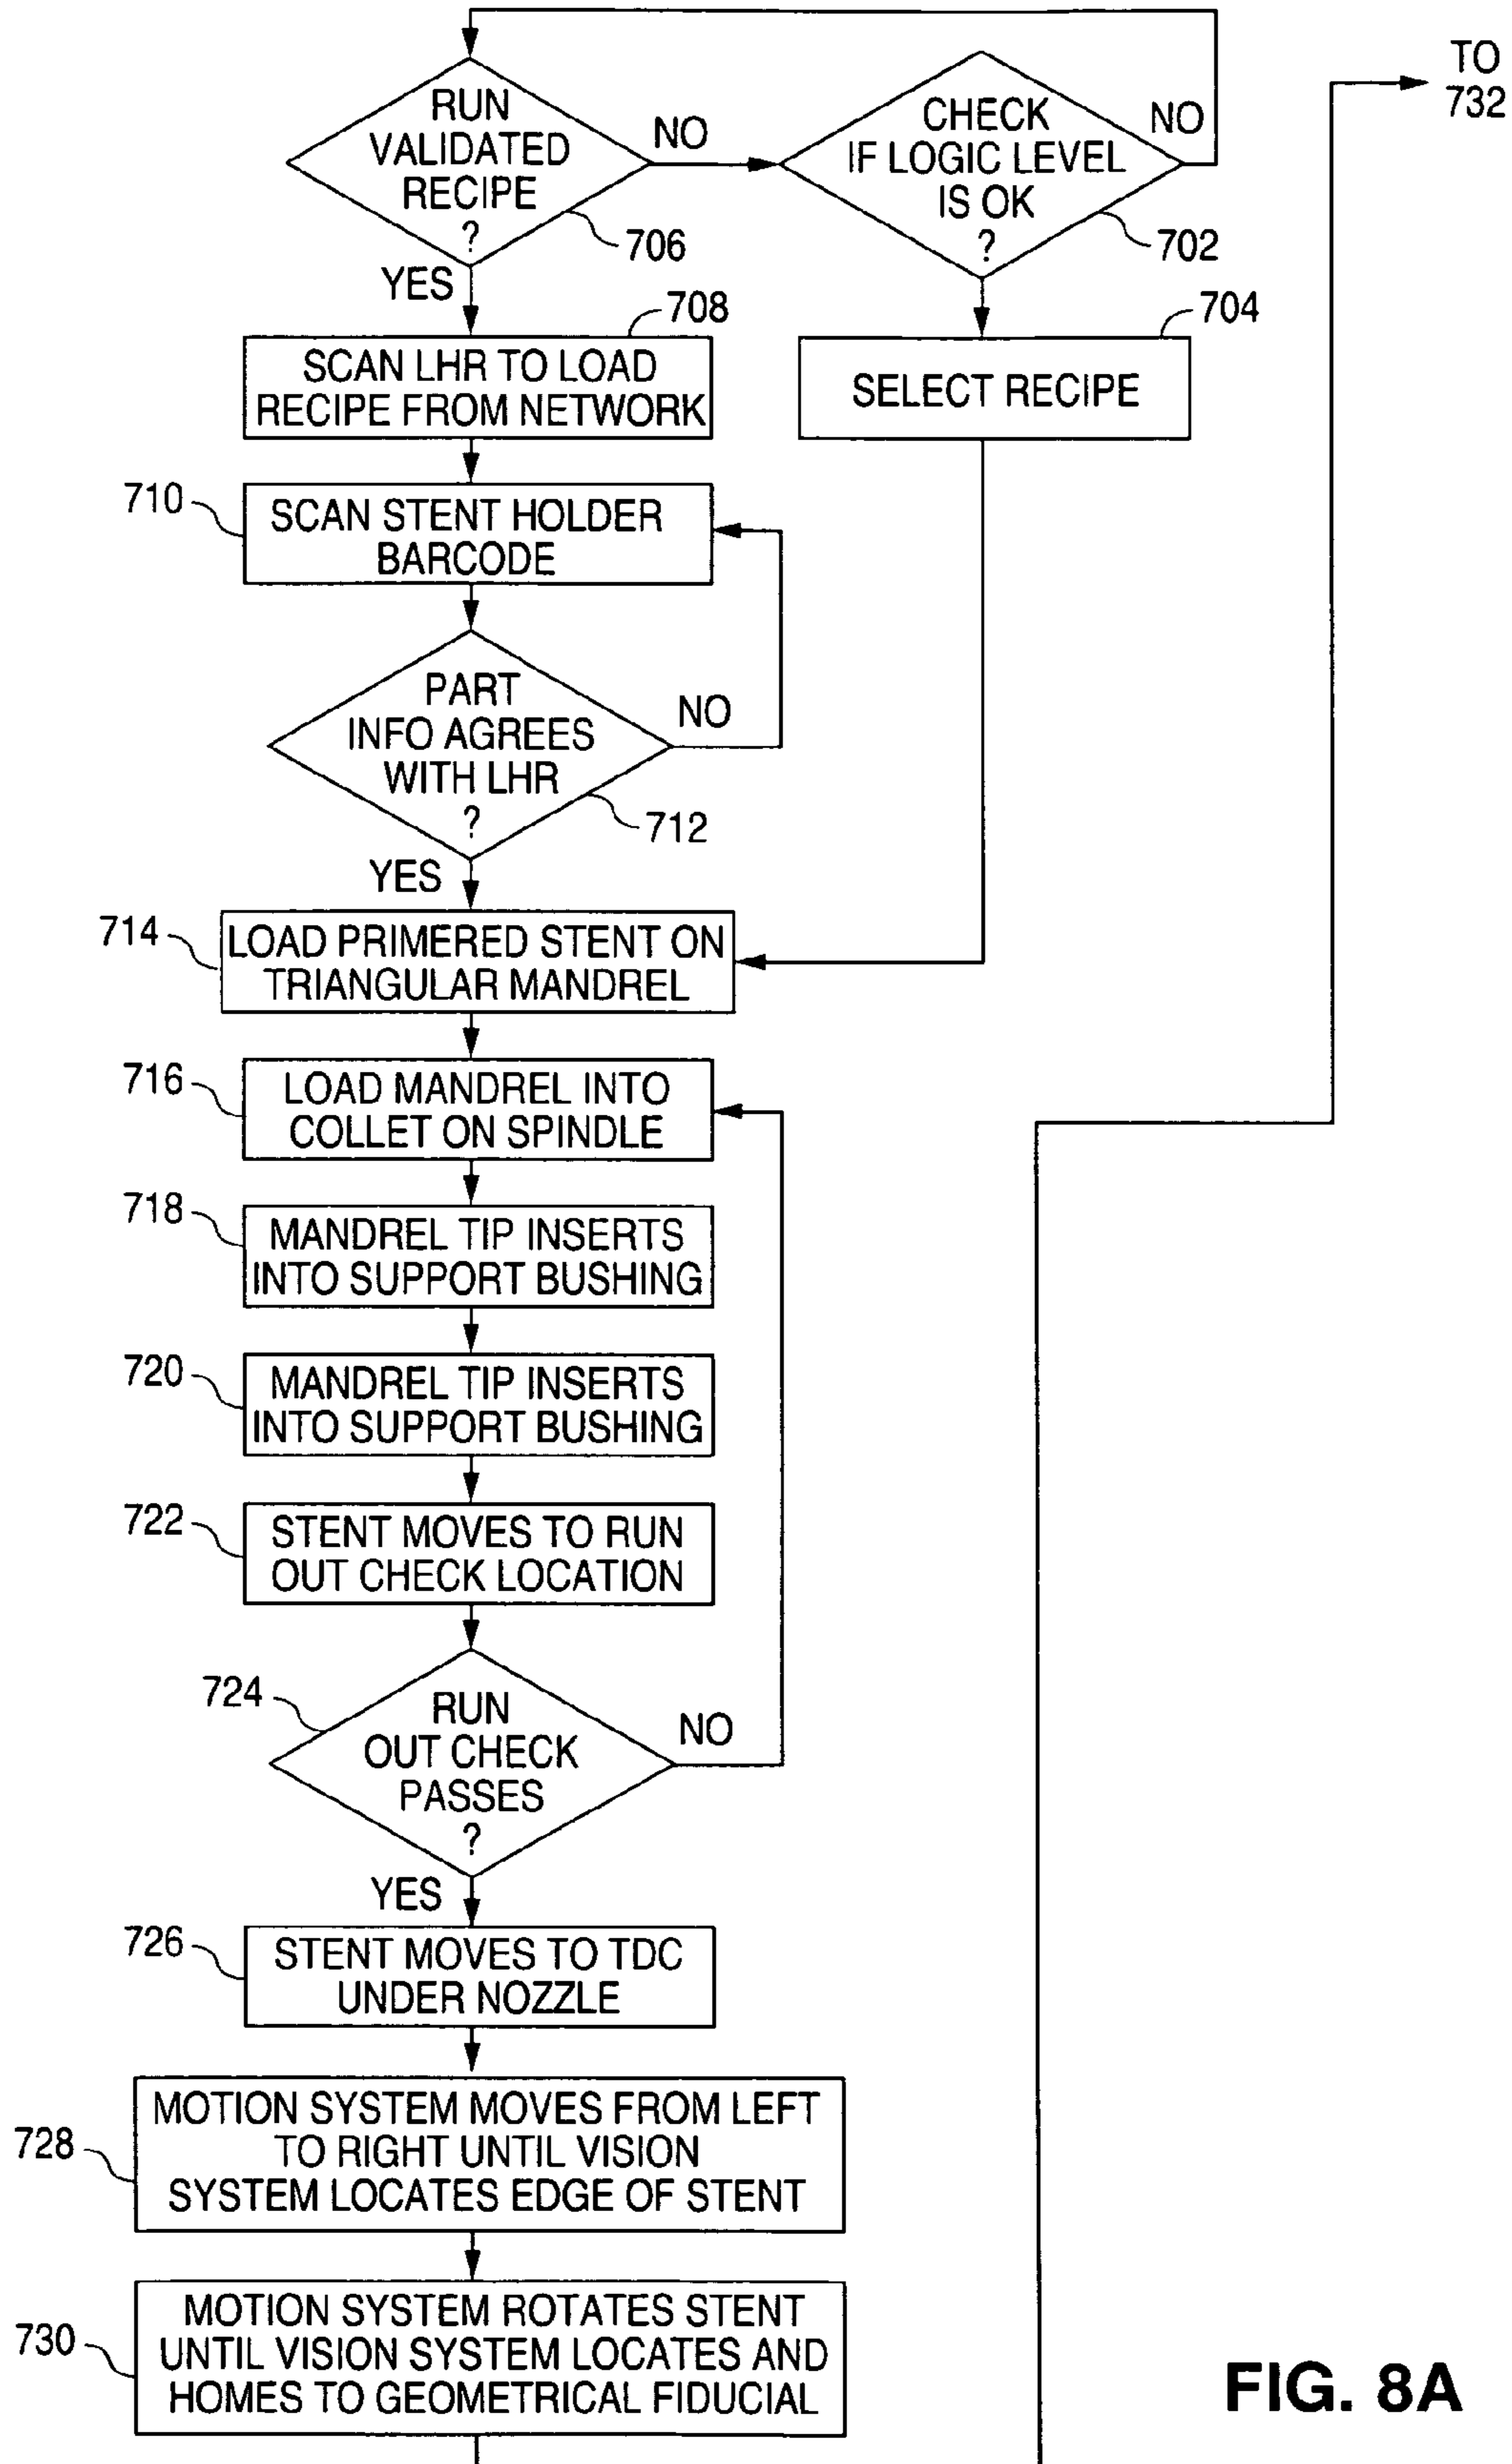 TO
732
RUN
VALIDATED
RECIPE
?
706
NO
CHECK
IF LOGIC LEVEL
IS OK
?
702
NO
YES
708
SCAN LHR TO LOAD
RECIPE FROM NETWORK
704
SELECT RECIPE
710
SCAN STENT HOLDER
BARCODE
PART
INFO AGREES
WITH LHR
?
712
NO
YES
714
LOAD PRIMERED STENT ON
TRIANGULAR MANDREL
716
LOAD MANDREL INTO
COLLET ON SPINDLE
718
MANDREL TIP INSERTS
INTO SUPPORT BUSHING
720
MANDREL TIP INSERTS
INTO SUPPORT BUSHING
722
STENT MOVES TO RUN
OUT CHECK LOCATION
724
RUN
OUT CHECK
PASSES
?
NO
YES
726
STENT MOVES TO TDC
UNDER NOZZLE
728
MOTION SYSTEM MOVES FROM LEFT
TO RIGHT UNTIL VISION
SYSTEM LOCATES EDGE OF STENT
730
MOTION SYSTEM ROTATES STENT
UNTIL VISION SYSTEM LOCATES AND
HOMES TO GEOMETRICAL FIDUCIAL
FIG. 8A